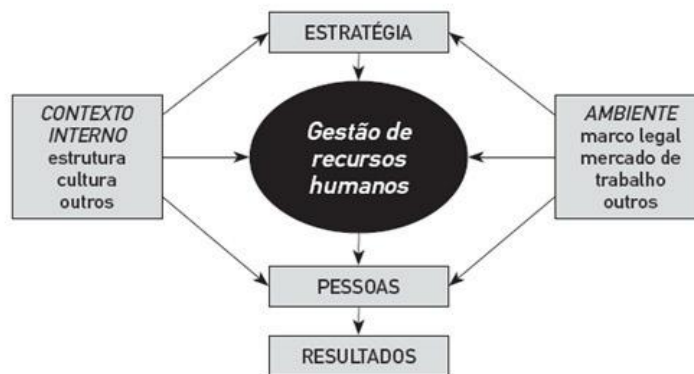 ESTRATÉGIA
CONTEXTO
INTERNO
estrutura
cultura
outros
Gestão de
recursos
humanos
AMBIENTE
marco legal
mercado de
trabalho
outros
PESSOAS
RESULTADOS